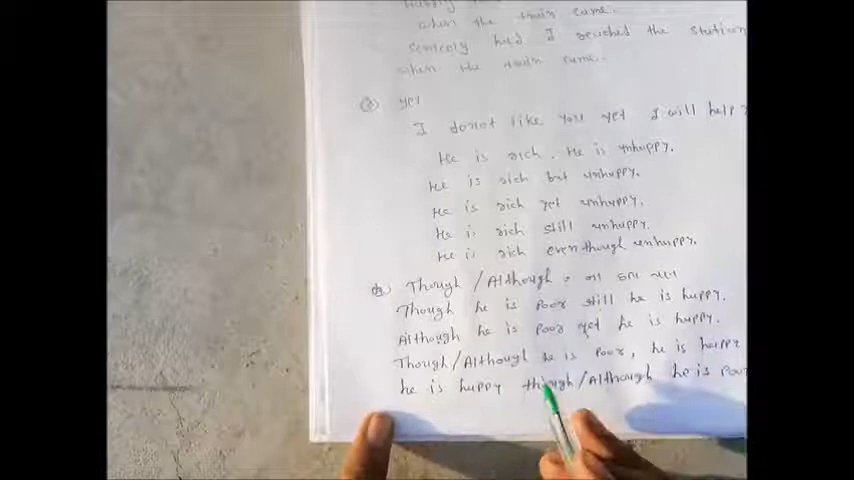 when the train came.
scarcely had I reached the station
when the train came.
yet
I donot like you yet I will help
He is rich. He is unhappy.
He is rich but unhappy.
He is rich yet unhappy.
He is rich still unhappy.
He is rich eventhough unhappy.
Though / Although =
Though he is Poor still he is happy.
Although he is Poor yet he is happy.
Though/Although he is Poor, he is happy
he is happy though/Although he is Poor